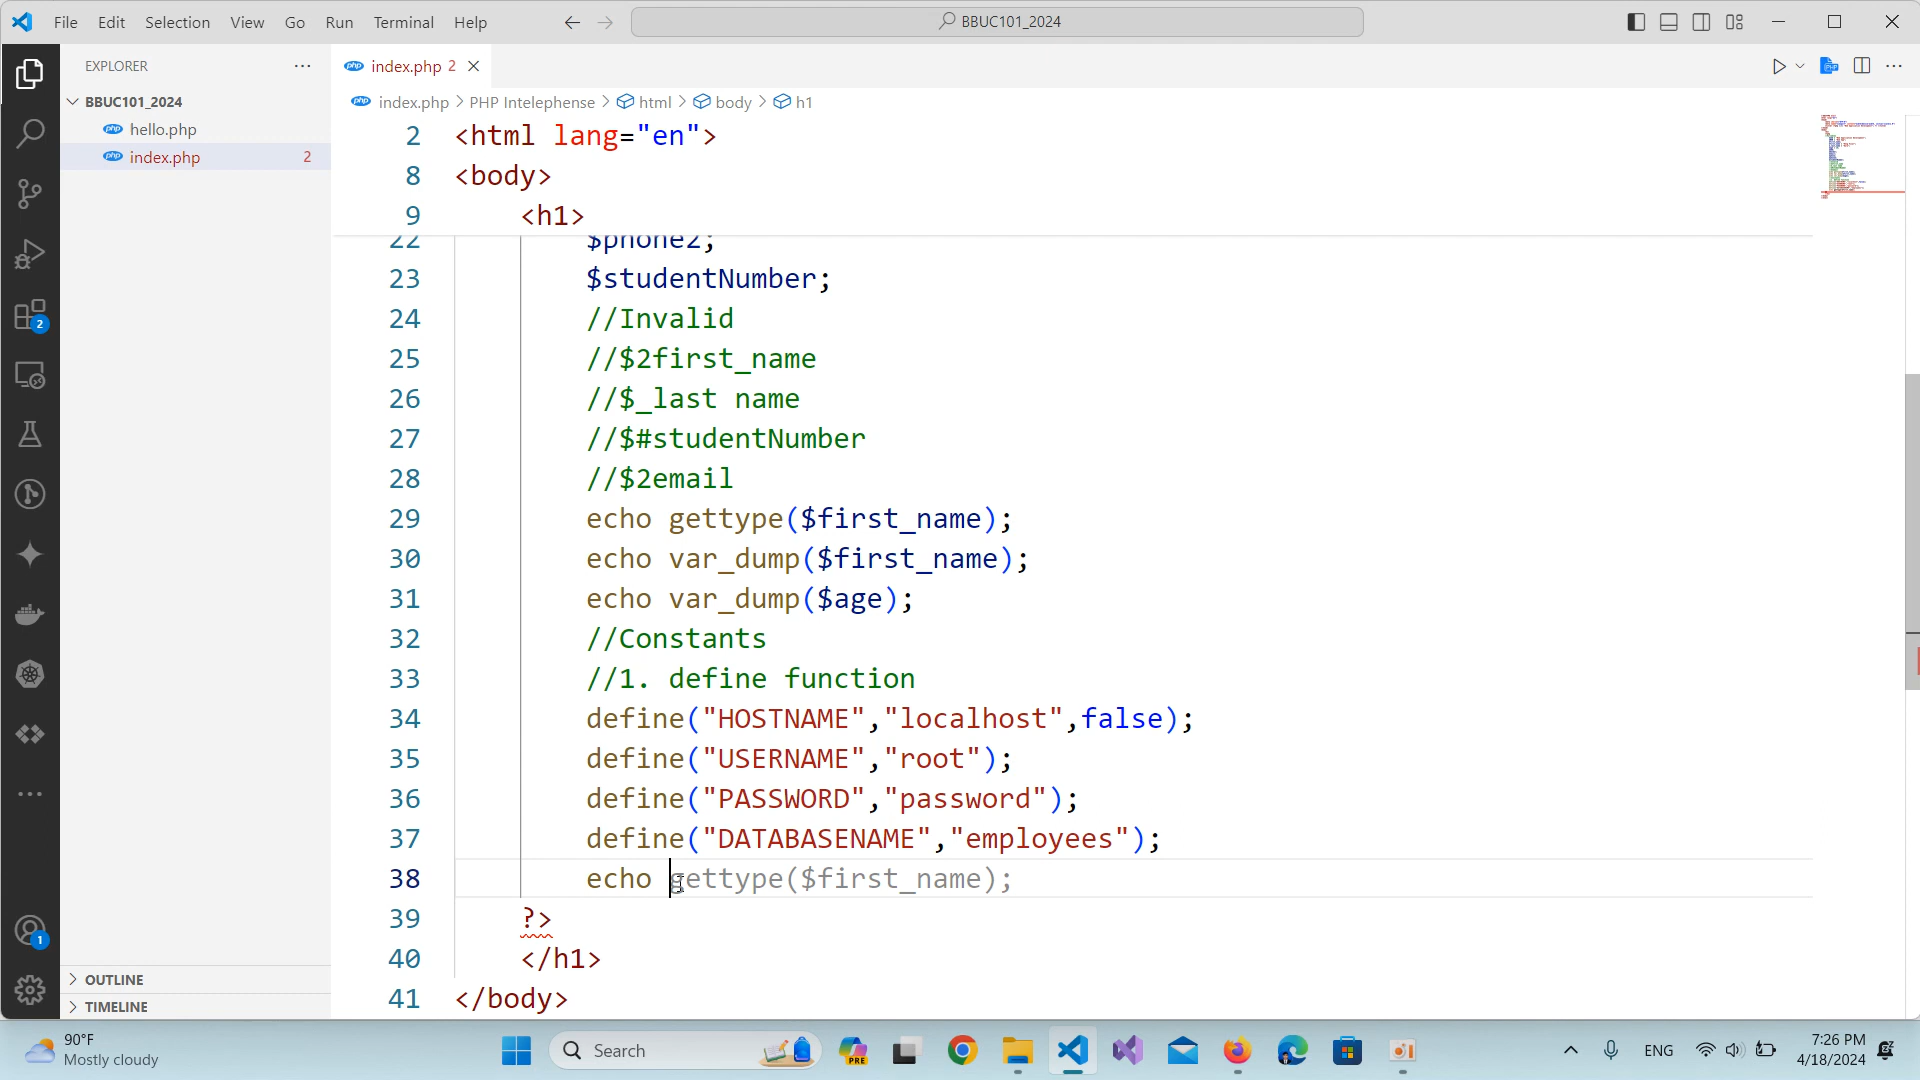 File Edit Selection View Go Run Terminal Help
BBUC101_2024
EXPLORER
BBUC101_2024
hello.php
index.php 2
OUTLINE
TIMELINE
index.php 2
index.php > PHP Intelephense > html > body > h1
2 <html lang="en">
8 <body>
9 <h1>
22 $phone2;
23 $studentNumber;
24 //Invalid
25 //$2first_name
26 //$_last name
27 //$#studentNumber
28 //$2email
29 echo gettype($first_name);
30 echo var_dump($first_name);
31 echo var_dump($age);
32 //Constants
33 //1. define function
34 define("HOSTNAME","localhost",false);
35 define("USERNAME","root");
36 define("PASSWORD","password");
37 define("DATABASENAME","employees");
38 echo gettype($first_name);
39 ?>
40 </h1>
41 </body>
2
1
90°F
Mostly cloudy
Search
PRE
ENG
7:26 PM
4/18/2024